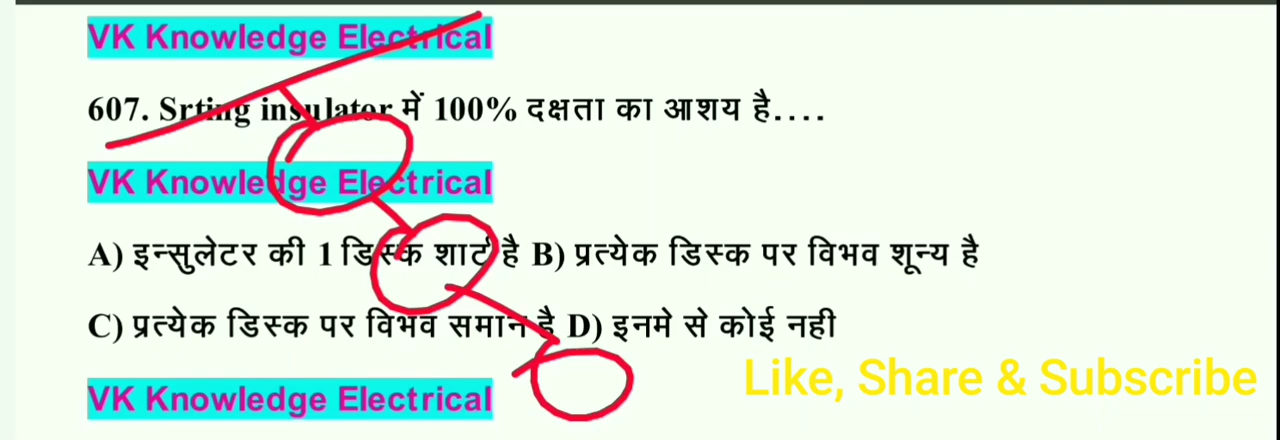 VK Knowledge Electrical
607. Srting insulator में 100% दक्षता का आशय है....
VK Knowledge Electrical
A) इन्सुलेटर की 1 डिस्क शार्ट है B) प्रत्येक डिस्क पर विभव शून्य है
C) प्रत्येक डिस्क पर विभव समान है D) इनमे से कोई नही
Like, Share & Subscribe
VK Knowledge Electrical